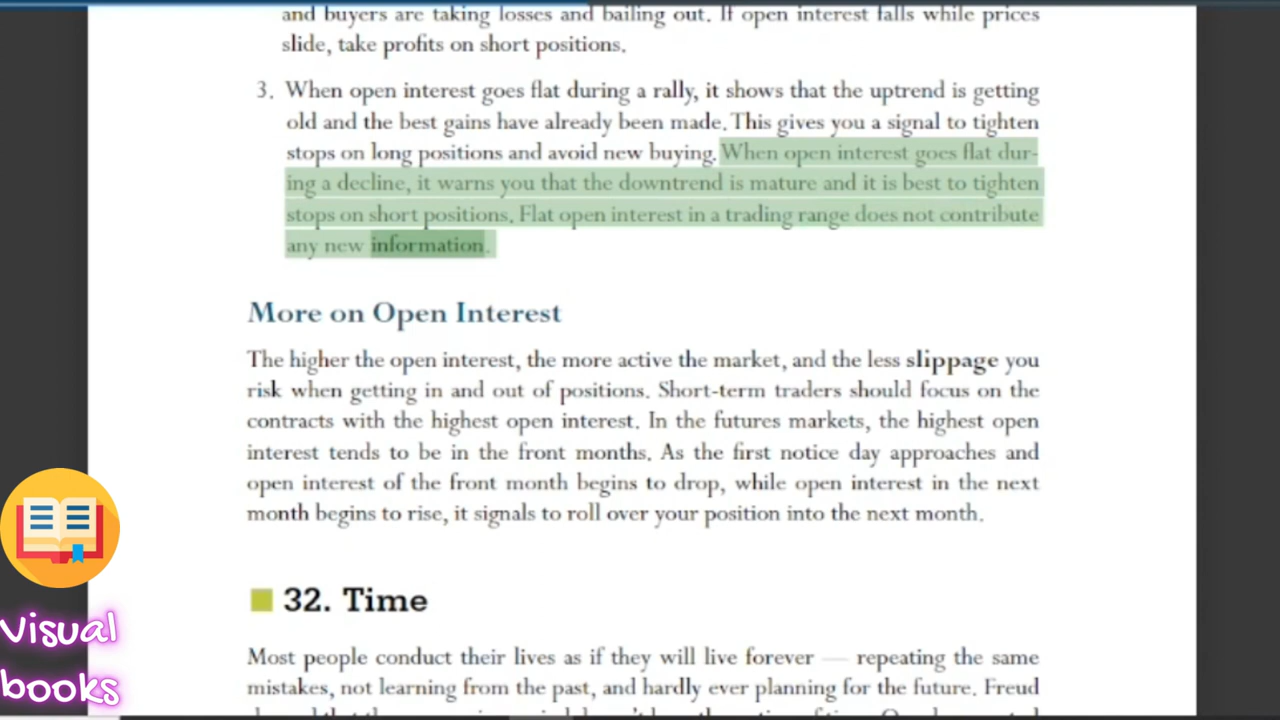 and buyers are taking losses and bailing out. If open interest falls while prices
slide, take profits on short positions.
3. When open interest goes flat during a rally, it shows that the uptrend is getting
old and the best gains have already been made. This gives you a signal to tighten
stops on long positions and avoid new buying. When open interest goes flat dur-
ing a decline, it warns you that the downtrend is mature and it is best to tighten
stops on short positions. Flat open interest in a trading range does not contribute
any new information.
More on Open Interest
The higher the open interest, the more active the market, and the less slippage you
risk when getting in and out of positions. Short-term traders should focus on the
contracts with the highest open interest. In the futures markets, the highest open
interest tends to be in the front months. As the first notice day approaches and
open interest of the front month begins to drop, while open interest in the next
month begins to rise, it signals to roll over your position into the next month.
32. Time
Most people conduct their lives as if they will live forever — repeating the same
mistakes, not learning from the past, and hardly ever planning for the future. Freud
Visual
books